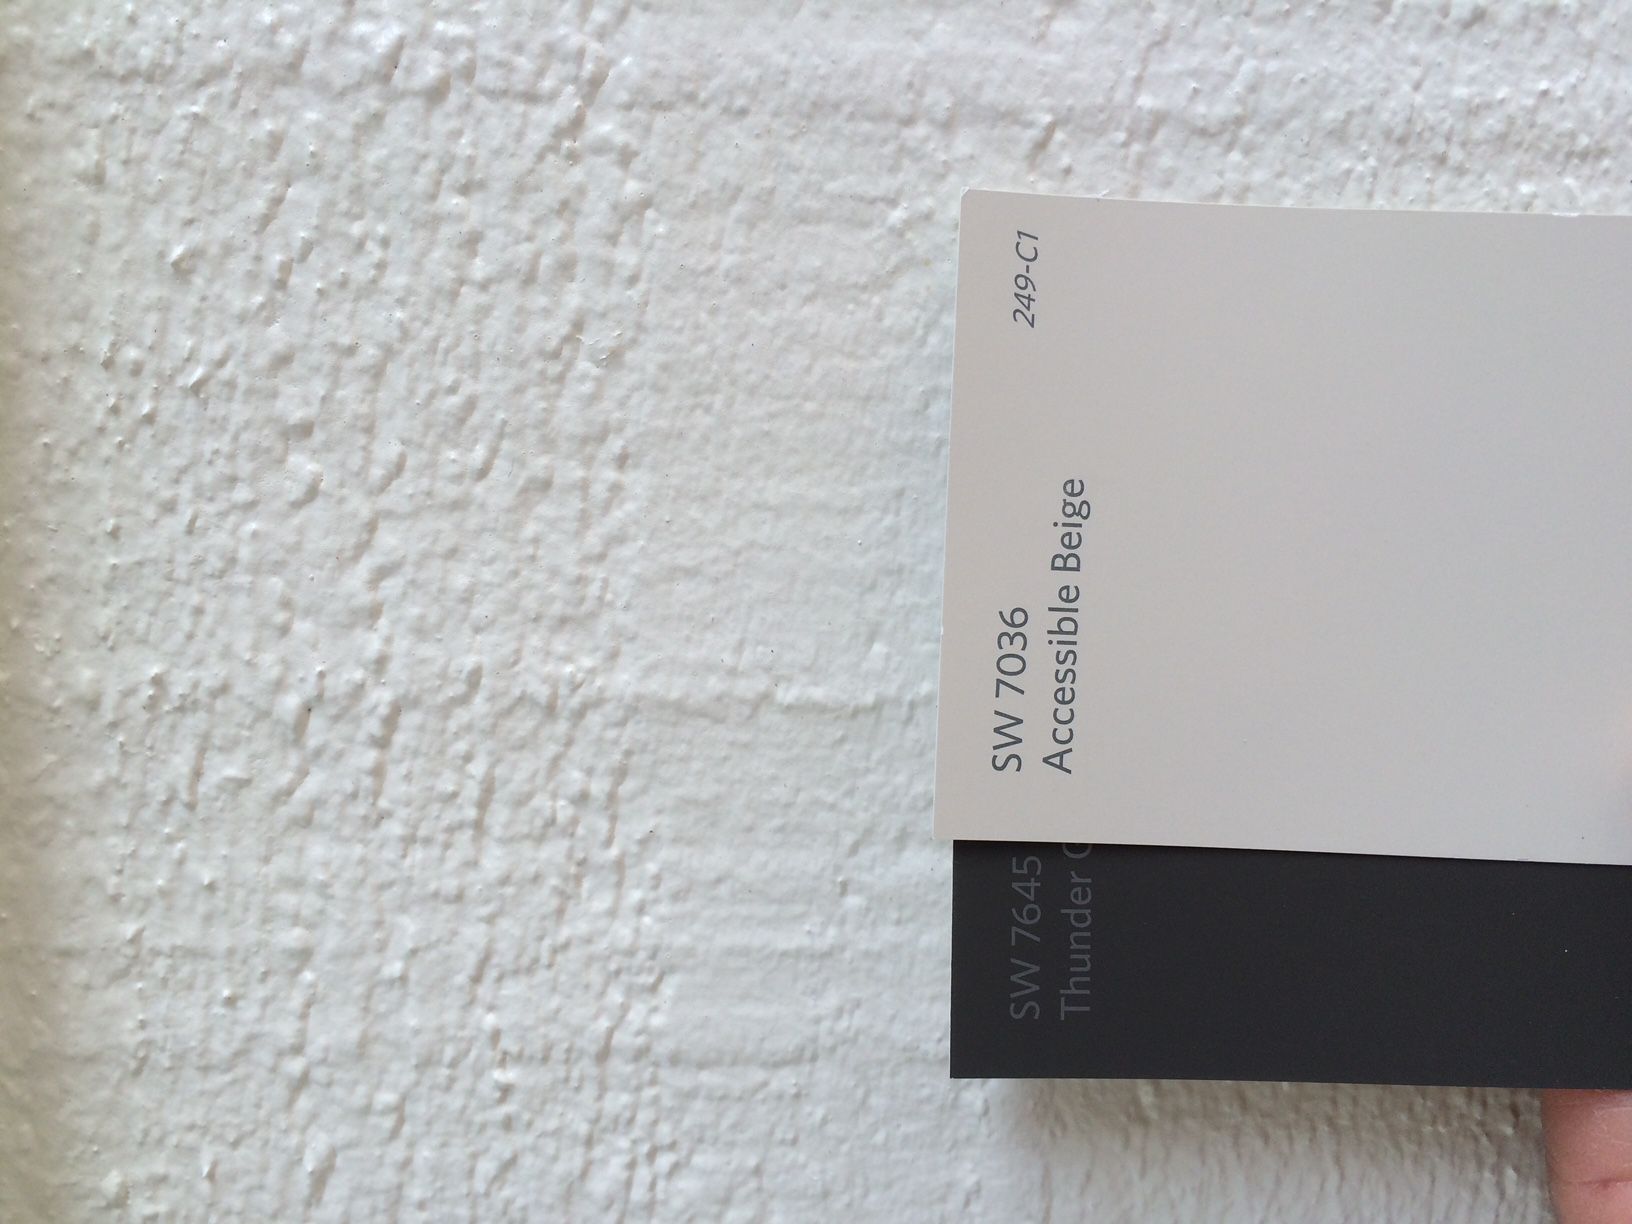 249-C1
SW 7036
Accessible Beige
SW 7645
Thunder